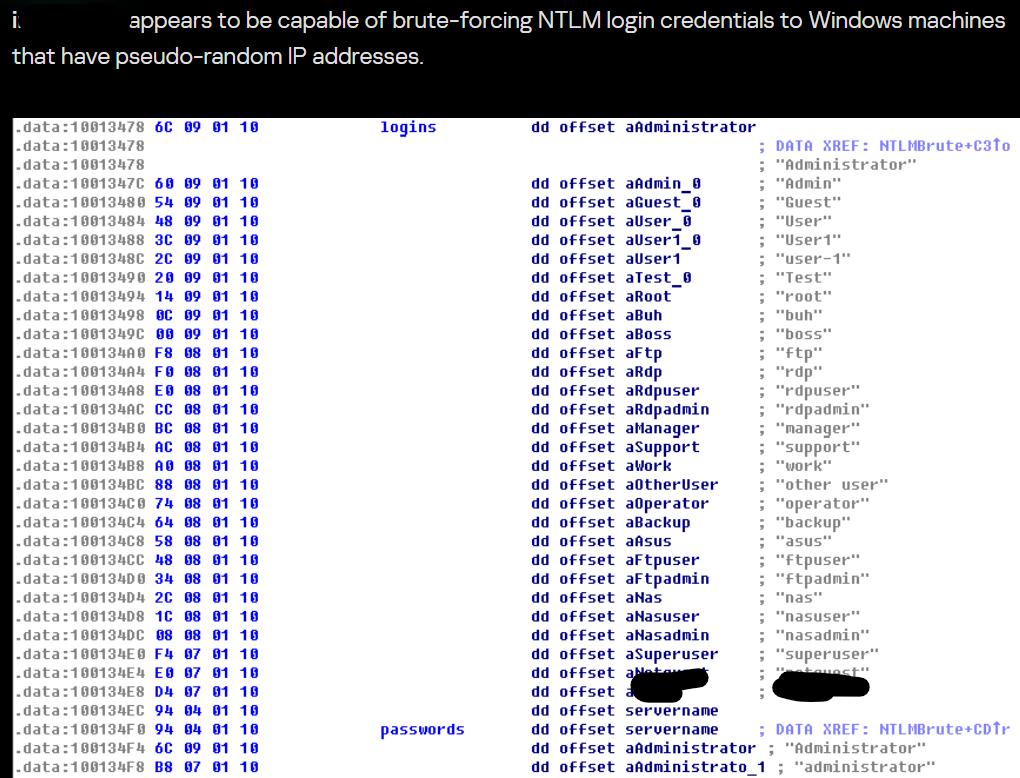 appears to be capable of brute-forcing NTLM login credentials to Windows machines
that have pseudo-random IP addresses.
.data:10013478 6C 09 01 10 logins dd offset aAdministrator
.data:10013478 ; DATA XREF: NTLMBrute+C3↑o
.data:10013478 ; "Administrator"
.data:1001347C 60 09 01 10 dd offset aAdmin_0 ; "Admin"
.data:10013480 54 09 01 10 dd offset aGuest_0 ; "Guest"
.data:10013484 48 09 01 10 dd offset aUser_0 ; "User"
.data:10013488 3C 09 01 10 dd offset aUser1_0 ; "User1"
.data:1001348C 2C 09 01 10 dd offset aUser1 ; "user-1"
.data:10013490 20 09 01 10 dd offset aTest_0 ; "Test"
.data:10013494 14 09 01 10 dd offset aRoot ; "root"
.data:10013498 0C 09 01 10 dd offset aBuh ; "buh"
.data:1001349C 00 09 01 10 dd offset aBoss ; "boss"
.data:100134A0 F8 08 01 10 dd offset aFtp ; "ftp"
.data:100134A4 F0 08 01 10 dd offset aRdp ; "rdp"
.data:100134A8 E0 08 01 10 dd offset aRdpuser ; "rdpuser"
.data:100134AC CC 08 01 10 dd offset aRdpadmin ; "rdpadmin"
.data:100134B0 BC 08 01 10 dd offset aManager ; "manager"
.data:100134B4 AC 08 01 10 dd offset aSupport ; "support"
.data:100134B8 A0 08 01 10 dd offset aWork ; "work"
.data:100134BC 88 08 01 10 dd offset aOtherUser ; "other user"
.data:100134C0 74 08 01 10 dd offset aOperator ; "operator"
.data:100134C4 64 08 01 10 dd offset aBackup ; "backup"
.data:100134C8 58 08 01 10 dd offset aAsus ; "asus"
.data:100134CC 48 08 01 10 dd offset aFtpuser ; "ftpuser"
.data:100134D0 34 08 01 10 dd offset aFtpadmin ; "ftpadmin"
.data:100134D4 2C 08 01 10 dd offset aNas ; "nas"
.data:100134D8 1C 08 01 10 dd offset aNasuser ; "nasuser"
.data:100134DC 08 08 01 10 dd offset aNasadmin ; "nasadmin"
.data:100134E0 F4 07 01 10 dd offset aSuperuser ; "superuser"
.data:100134E4 E0 07 01 10 dd offset ;
.data:100134E8 D4 07 01 10 dd offset ;
.data:100134EC 94 04 01 10 dd offset servername
.data:100134F0 94 04 01 10 passwords dd offset servername ; DATA XREF: NTLMBrute+CD↑r
.data:100134F4 6C 09 01 10 dd offset aAdministrator ; "Administrator"
.data:100134F8 B8 07 01 10 dd offset aAdministrato_1 ; "administrator"